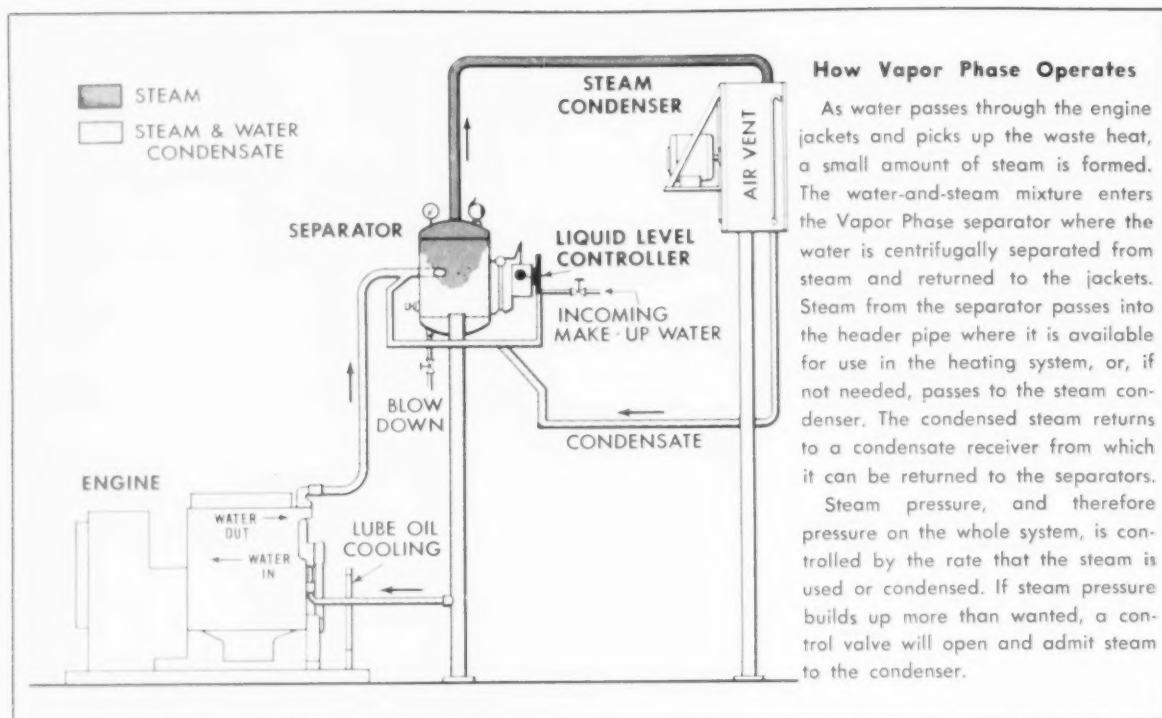 STEAM
STEAM & WATER
CONDENSATE
STEAM
CONDENSER
AIR VENT
SEPARATOR
LIQUID LEVEL
CONTROLLER
INCOMING
MAKE-UP WATER
BLOW
DOWN
CONDENSATE
ENGINE
WATER
OUT
WATER
IN
LUBE OIL
COOLING
How Vapor Phase Operates
As water passes through the engine
jackets and picks up the waste heat,
a small amount of steam is formed.
The water-and-steam mixture enters
the Vapor Phase separator where the
water is centrifugally separated from
steam and returned to the jackets.
Steam from the separator passes into
the header pipe where it is available
for use in the heating system, or, if
not needed, passes to the steam con-
denser. The condensed steam returns
to a condensate receiver from which
it can be returned to the separators.
Steam pressure, and therefore
pressure on the whole system, is con-
trolled by the rate that the steam is
used or condensed. If steam pressure
builds up more than wanted, a con-
trol valve will open and admit steam
to the condenser.